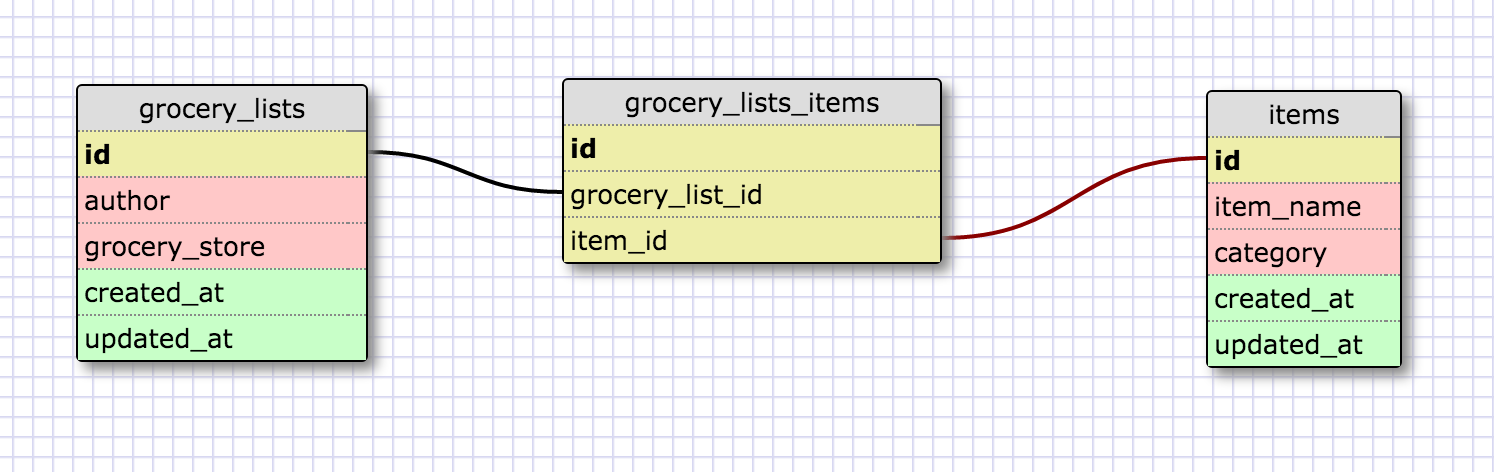 grocery_lists
id
author
grocery_store
created_at
updated_at
grocery_lists_items
id
grocery_list_id
item_id
items
id
item_name
category
created_at
updated_at